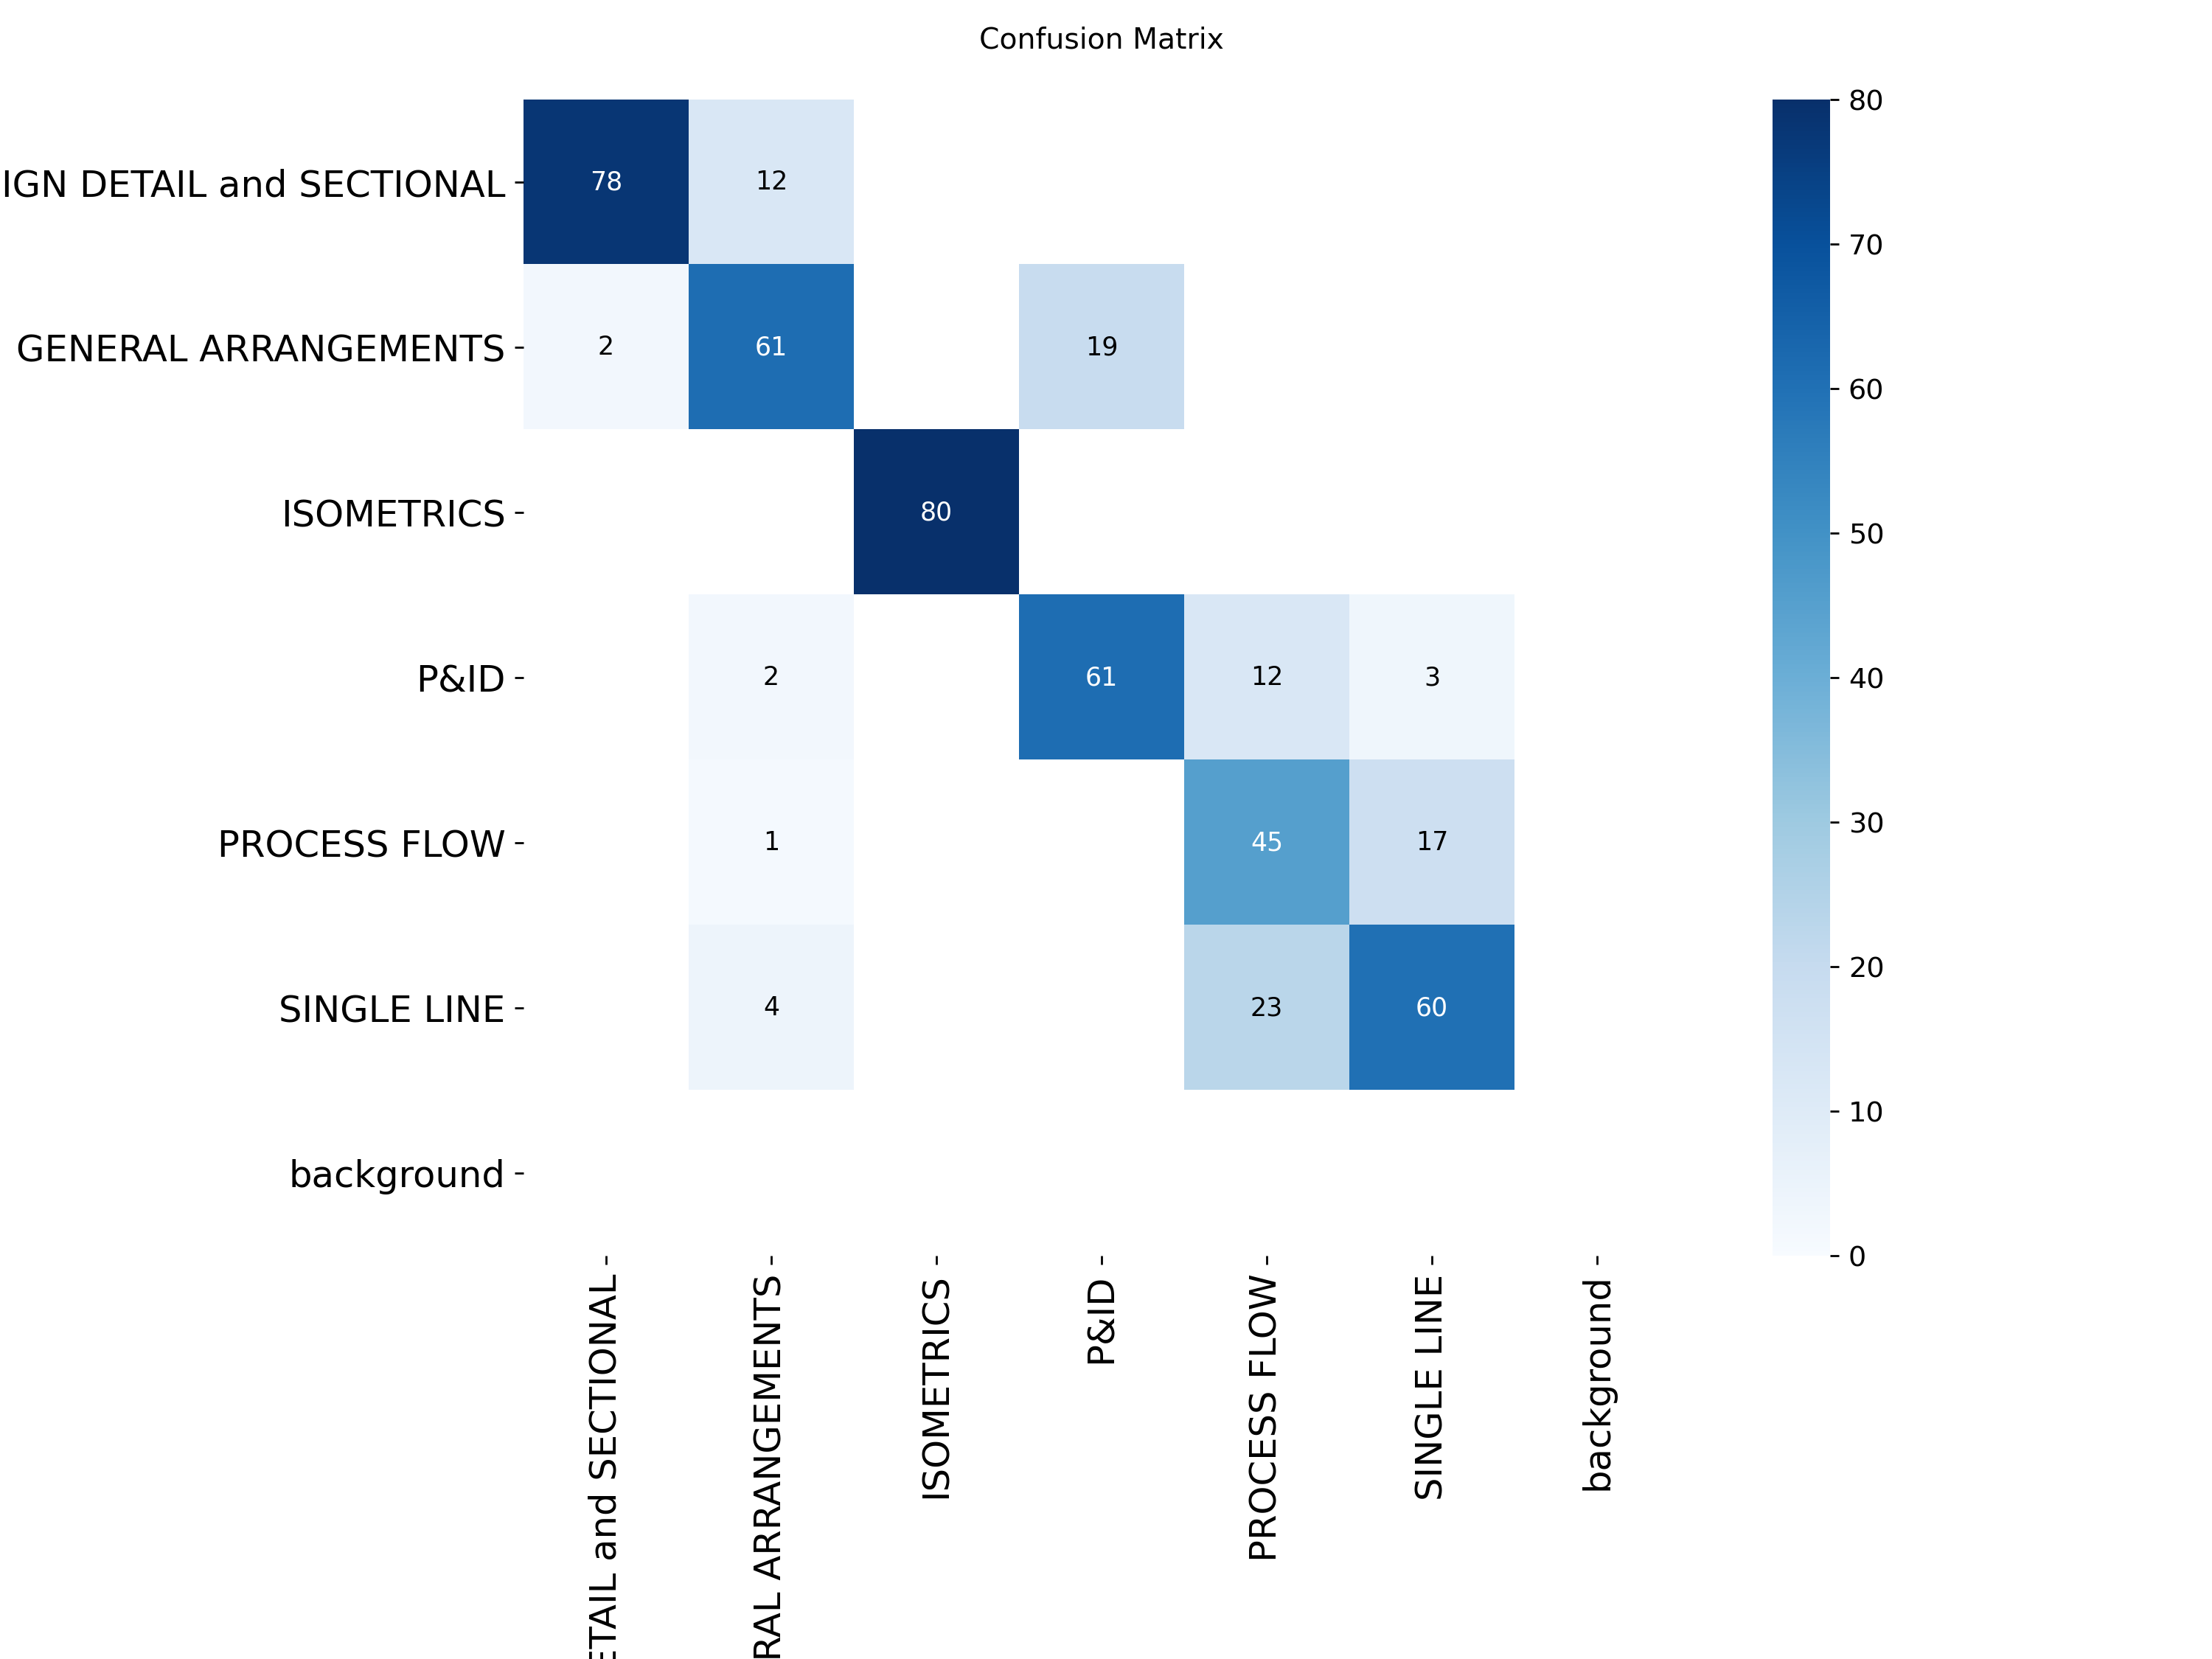 Confusion Matrix
IGN DETAIL and SECTIONAL
78 12
GENERAL ARRANGEMENTS
2 61 19
ISOMETRICS
80
P&ID
2 61 12 3
PROCESS FLOW
1 45 17
SINGLE LINE
4 23 60
background
ETAIL and SECTIONAL
RAL ARRANGEMENTS
ISOMETRICS
P&ID
PROCESS FLOW
SINGLE LINE
background
80
70
60
50
40
30
20
10
0